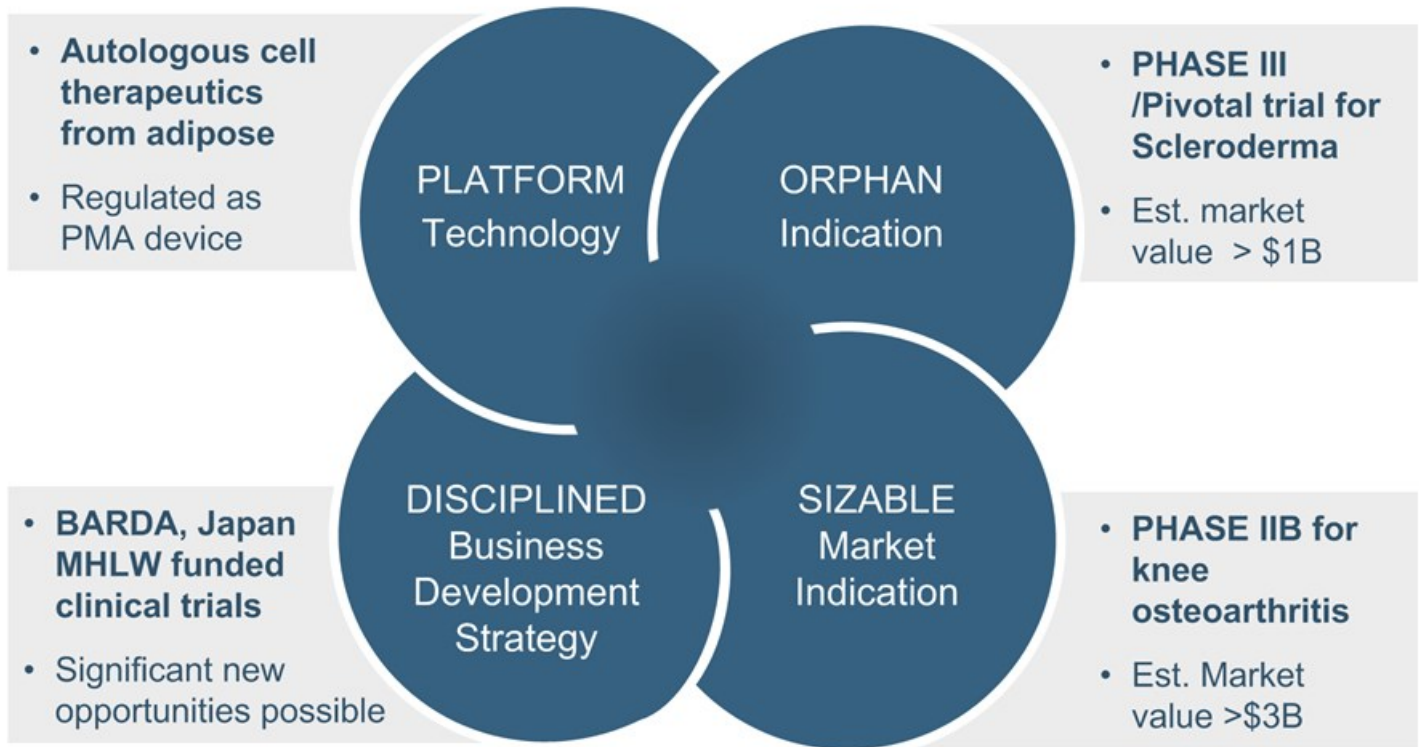 • Autologous cell
therapeutics
from adipose
• Regulated as
PMA device
PLATFORM
Technology
ORPHAN
Indication
• PHASE III
/Pivotal trial for
Scleroderma
• Est. market
value > $1B
• BARDA, Japan
MHLW funded
clinical trials
• Significant new
opportunities possible
DISCIPLINED
Business
Development
Strategy
SIZABLE
Market
Indication
• PHASE IIB for
knee
osteoarthritis
• Est. Market
value >$3B